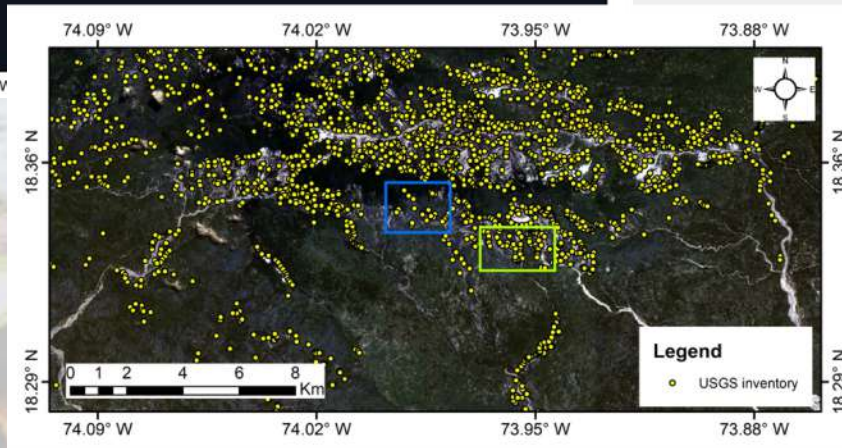 74.09° W 74.02° W 73.95° W 73.88° W
W
N
W E
S
18.36° N 18.36° N
Legend
USGS inventory
0 1 2 4 6 8
Km
18.29° N 18.29° N
74.09° W 74.02° W 73.95° W 73.88° W